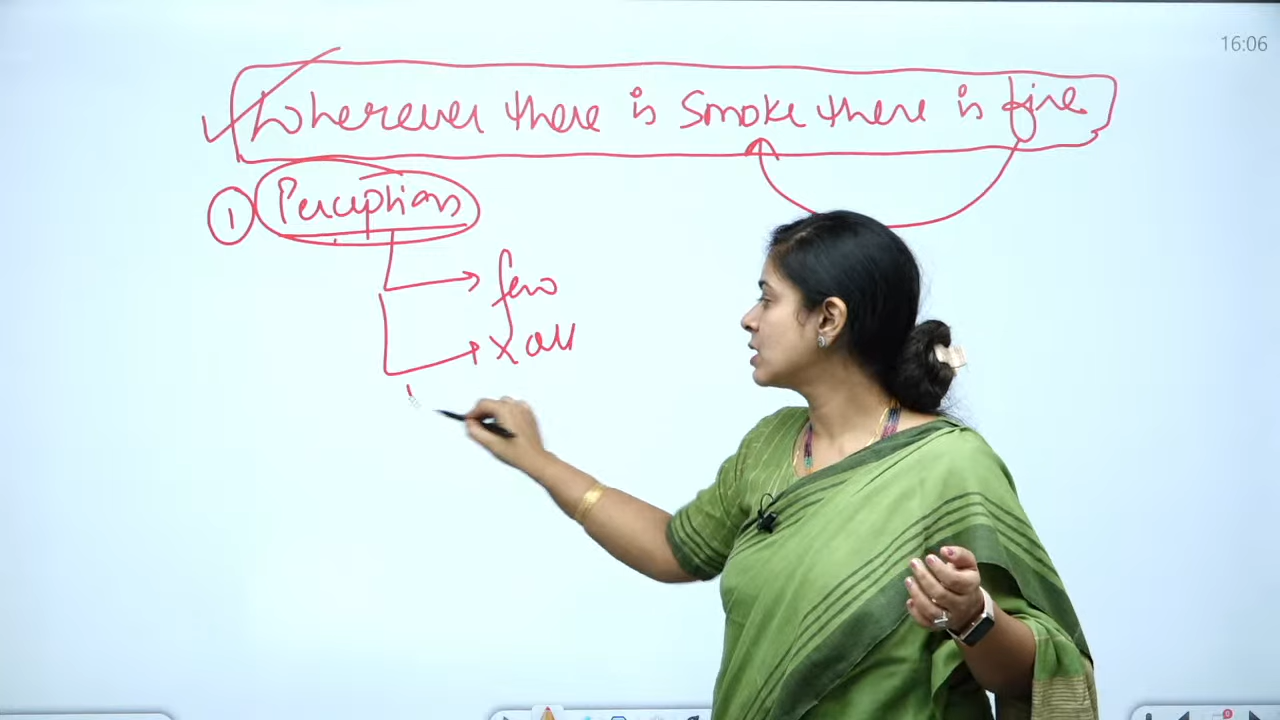 16:06
Wherever there is smoke there is fire
1 Perceptions
few
x all